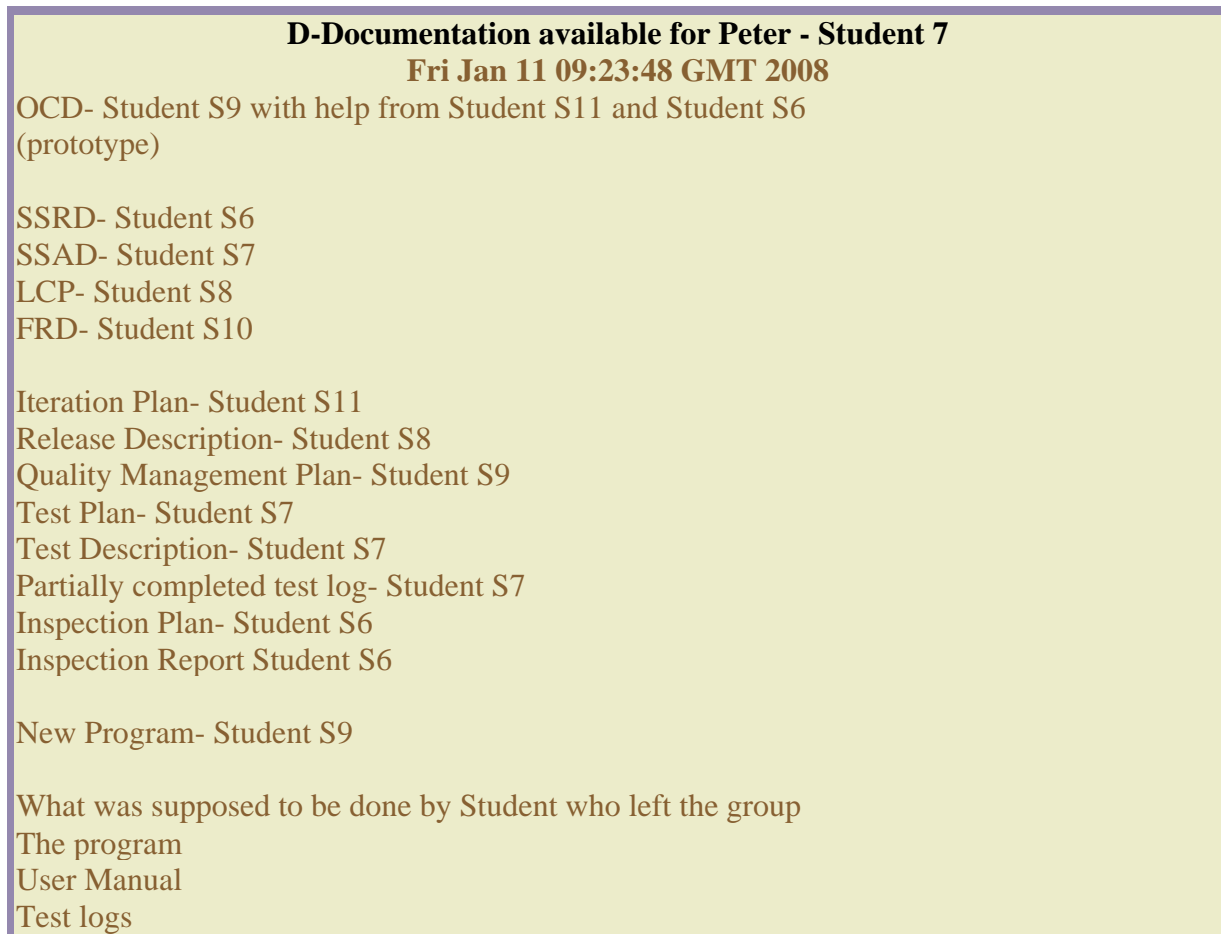 D-Documentation available for Peter - Student 7
Fri Jan 11 09:23:48 GMT 2008
OCD- Student S9 with help from Student S11 and Student S6
(prototype)
SSRD- Student S6
SSAD- Student S7
LCP- Student S8
FRD- Student S10
Iteration Plan- Student S11
Release Description- Student S8
Quality Management Plan- Student S9
Test Plan- Student S7
Test Description- Student S7
Partially completed test log- Student S7
Inspection Plan- Student S6
Inspection Report Student S6
New Program- Student S9
What was supposed to be done by Student who left the group
The program
User Manual
Test logs